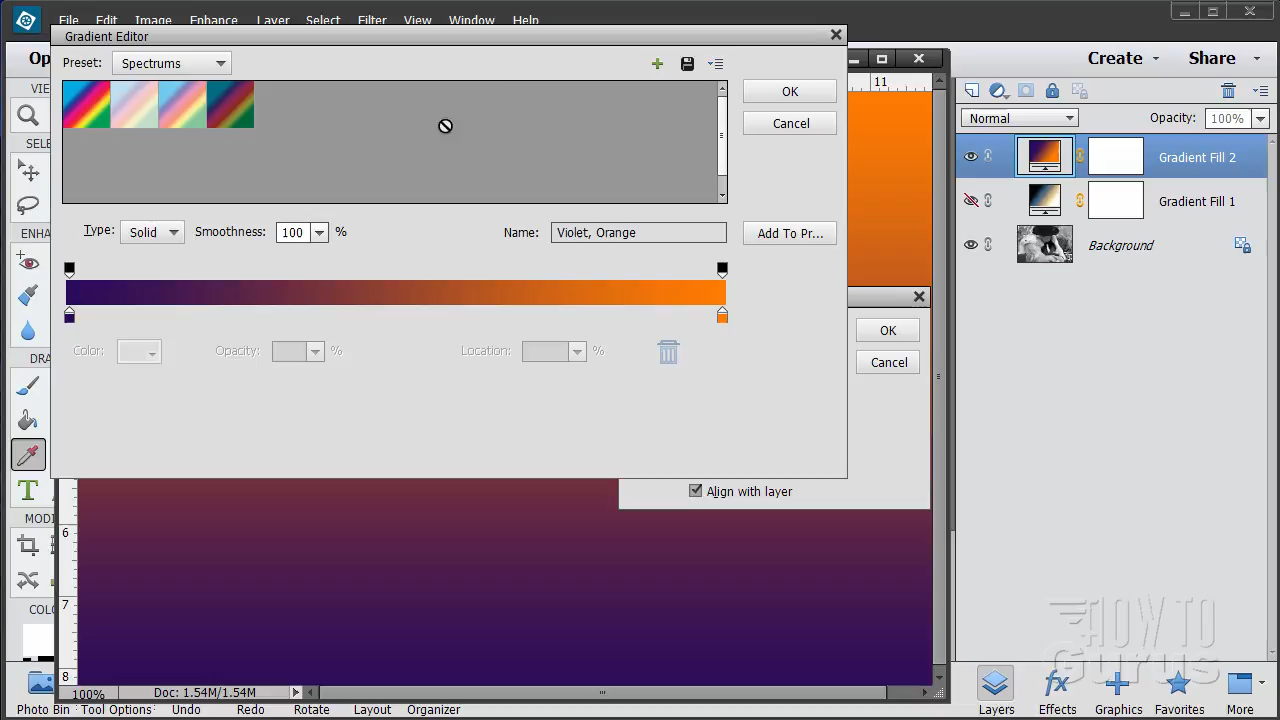 File Edit Image Enhance Layer Select Filter View Window Help
Gradient Editor
Op
Create Share
Preset: Spectrums
OK
Cancel
11
VIE
SELE
Normal Opacity: 100%
Gradient Fill 2
Gradient Fill 1
Background
Type: Solid Smoothness: 100 % Name: Violet, Orange Add To Pr...
ENHA
Color: Opacity: % Location: %
OK
Cancel
DRA
T
Align with layer
MODI
6
7
8
COLO
100% Doc: 1.54M/1.54M
HOW TO
Gurus
Photo Bin Tool Options Undo Redo Rotate Layout Organizer
Layers Effects Graphics Favorites More